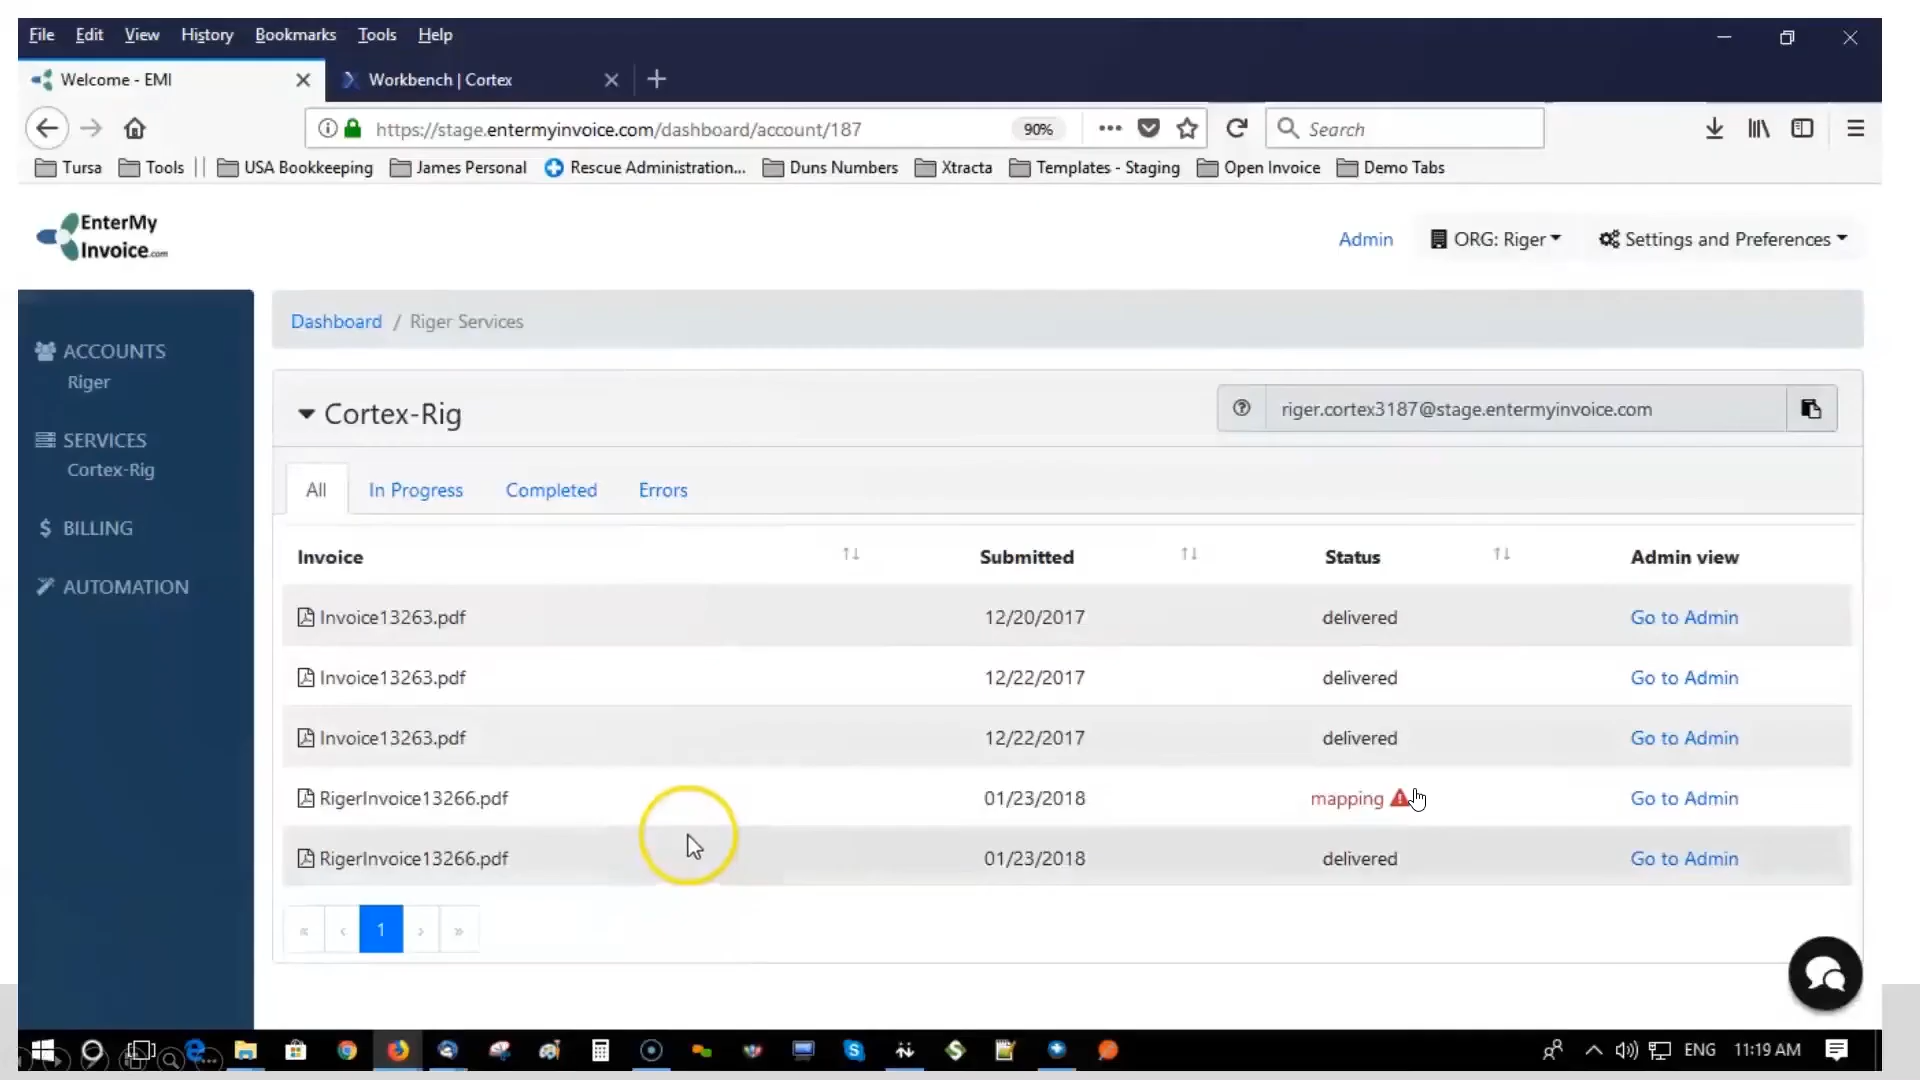 File Edit View History Bookmarks Tools Help
Welcome - EMI Workbench | Cortex
https://stage.entermyinvoice.com/dashboard/account/187 90% Search
Tursa Tools USA Bookkeeping James Personal Rescue Administration... Duns Numbers Xtracta Templates - Staging Open Invoice Demo Tabs
EnterMy
Invoice.com
Admin ORG: Riger Settings and Preferences
Dashboard / Riger Services
ACCOUNTS
Riger
SERVICES
Cortex-Rig
BILLING
AUTOMATION
Cortex-Rig riger.cortex3187@stage.entermyinvoice.com
All In Progress Completed Errors
Invoice Submitted Status Admin view
Invoice13263.pdf 12/20/2017 delivered Go to Admin
Invoice13263.pdf 12/22/2017 delivered Go to Admin
Invoice13263.pdf 12/22/2017 delivered Go to Admin
RigerInvoice13266.pdf 01/23/2018 mapping Go to Admin
RigerInvoice13266.pdf 01/23/2018 delivered Go to Admin
« ‹ 1 › »
ENG 11:19 AM